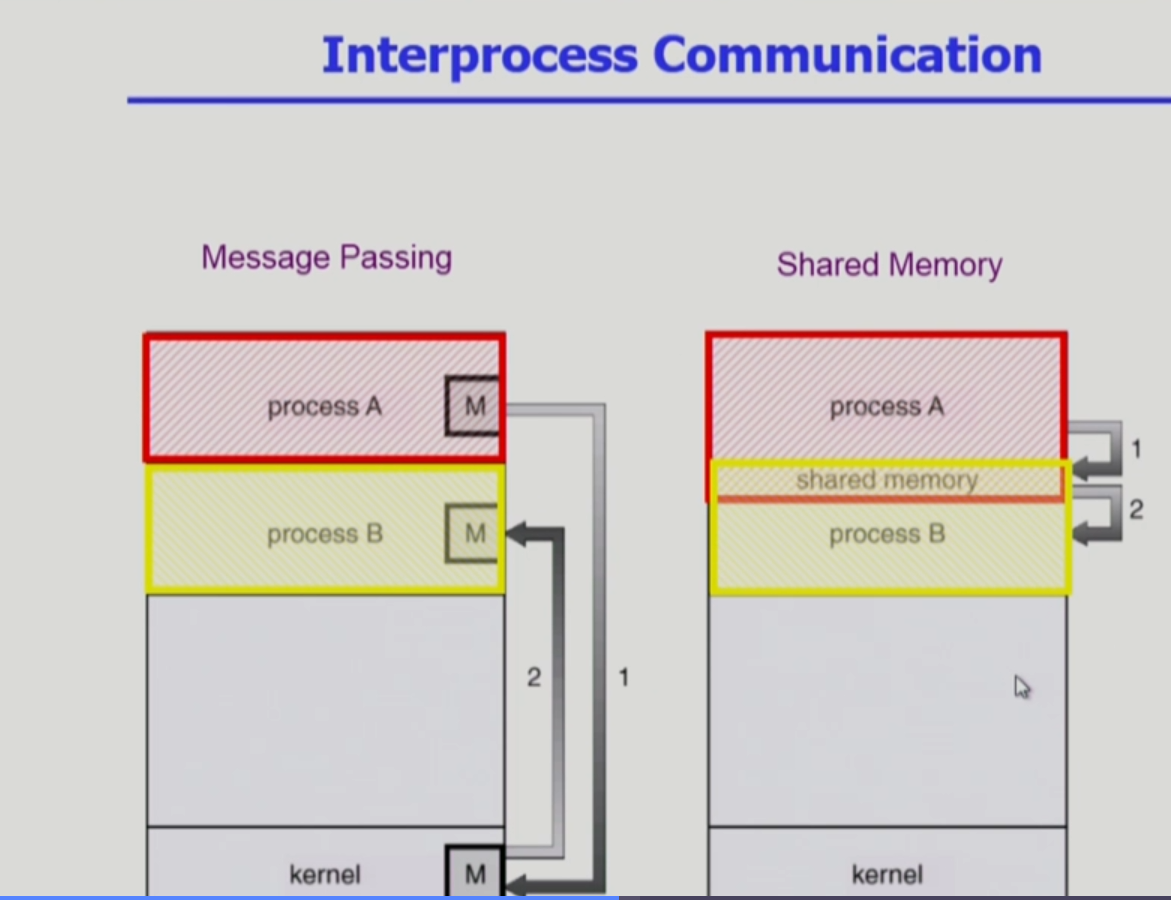 Interprocess Communication
Message Passing
Shared Memory
process A
M
process B
M
2
1
kernel
M
process A
1
shared memory
2
process B
kernel